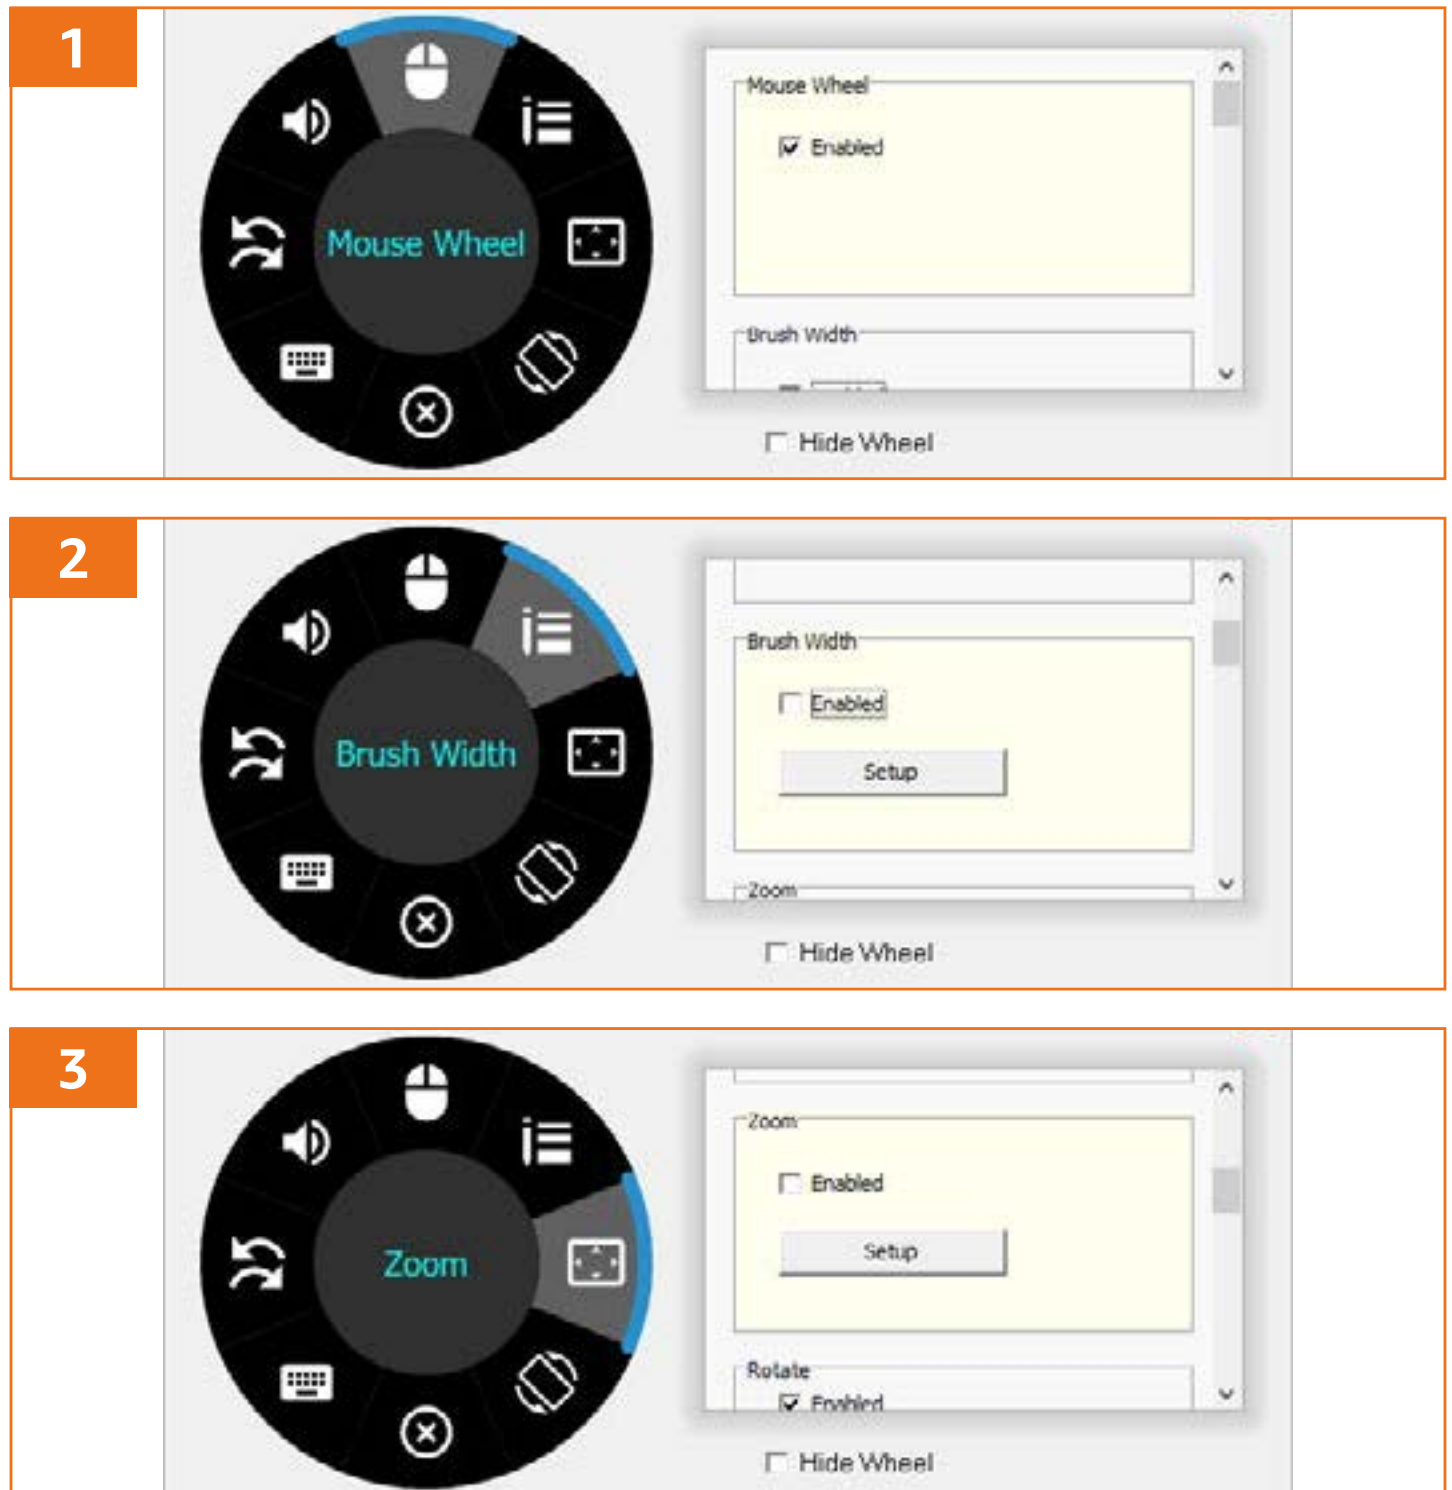 1
Mouse Wheel
Mouse Wheel
Enabled
Brush Width
Hide Wheel
2
Brush Width
Brush Width
Enabled
Setup
Zoom
Hide Wheel
3
Zoom
Zoom
Enabled
Setup
Rotate
Enabled
Hide Wheel